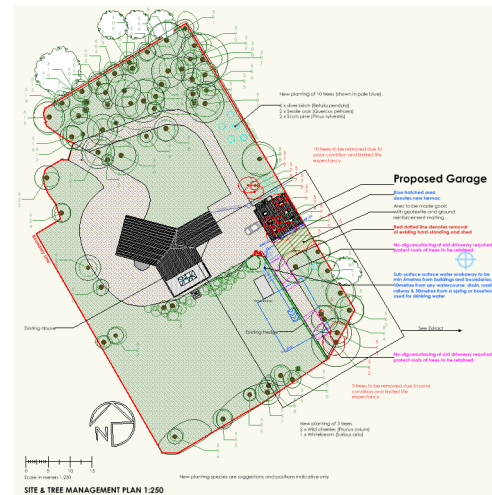 New planting of 10 trees (shown in pale blue).
6 x silver birch (Betula pendula)
2 x Sessile oak (Quercus petraea)
2 x Scots pine (Pinus sylvestris)
10 trees to be removed due to
poor condition and limited life
expectancy.
Proposed Garage
Blue hatched area
denotes new tarmac
Area to be made good
with geotextile and ground
reinforcement matting
Red dotted line denotes removal
of existing hard-standing and shed
No-dig resurfacing of old driveway required
protect roots of trees to be retained.
Sub-surface surface water soakaway to be
min 5metres from buildings and boundaries,
10metres from any watercourse, drain, road
railway & 50metres from a spring or borehol
used for drinking water
Existing House
Existing Hedge
See Extract
No-dig resurfacing of old driveway required
protect roots of trees to be retained.
3 trees to be removed due to poor
condition and limited life
expectancy.
New planting of 3 trees.
2 x Wild cherries (Prunus avium)
1 x Whitebeam (Sorbus aria)
N
0 5 10 15
Scale in meters 1:250
New planting species are suggestions and positions indicative only
SITE & TREE MANAGEMENT PLAN 1:250